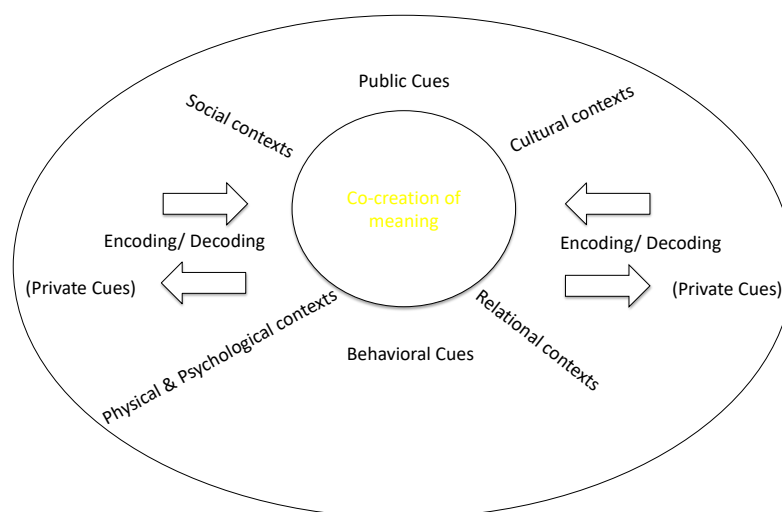 Public Cues
Social contexts
Cultural contexts
Co-creation of
meaning
Encoding/ Decoding
Encoding/ Decoding
(Private Cues)
(Private Cues)
Physical & Psychological contexts
Relational contexts
Behavioral Cues